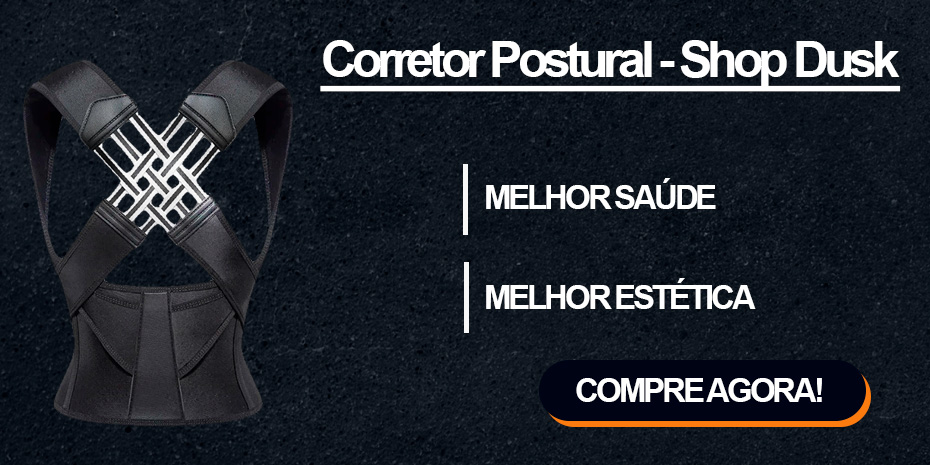 Corretor Postural - Shop Dusk
MELHOR SAÚDE
MELHOR ESTÉTICA
COMPRE AGORA!